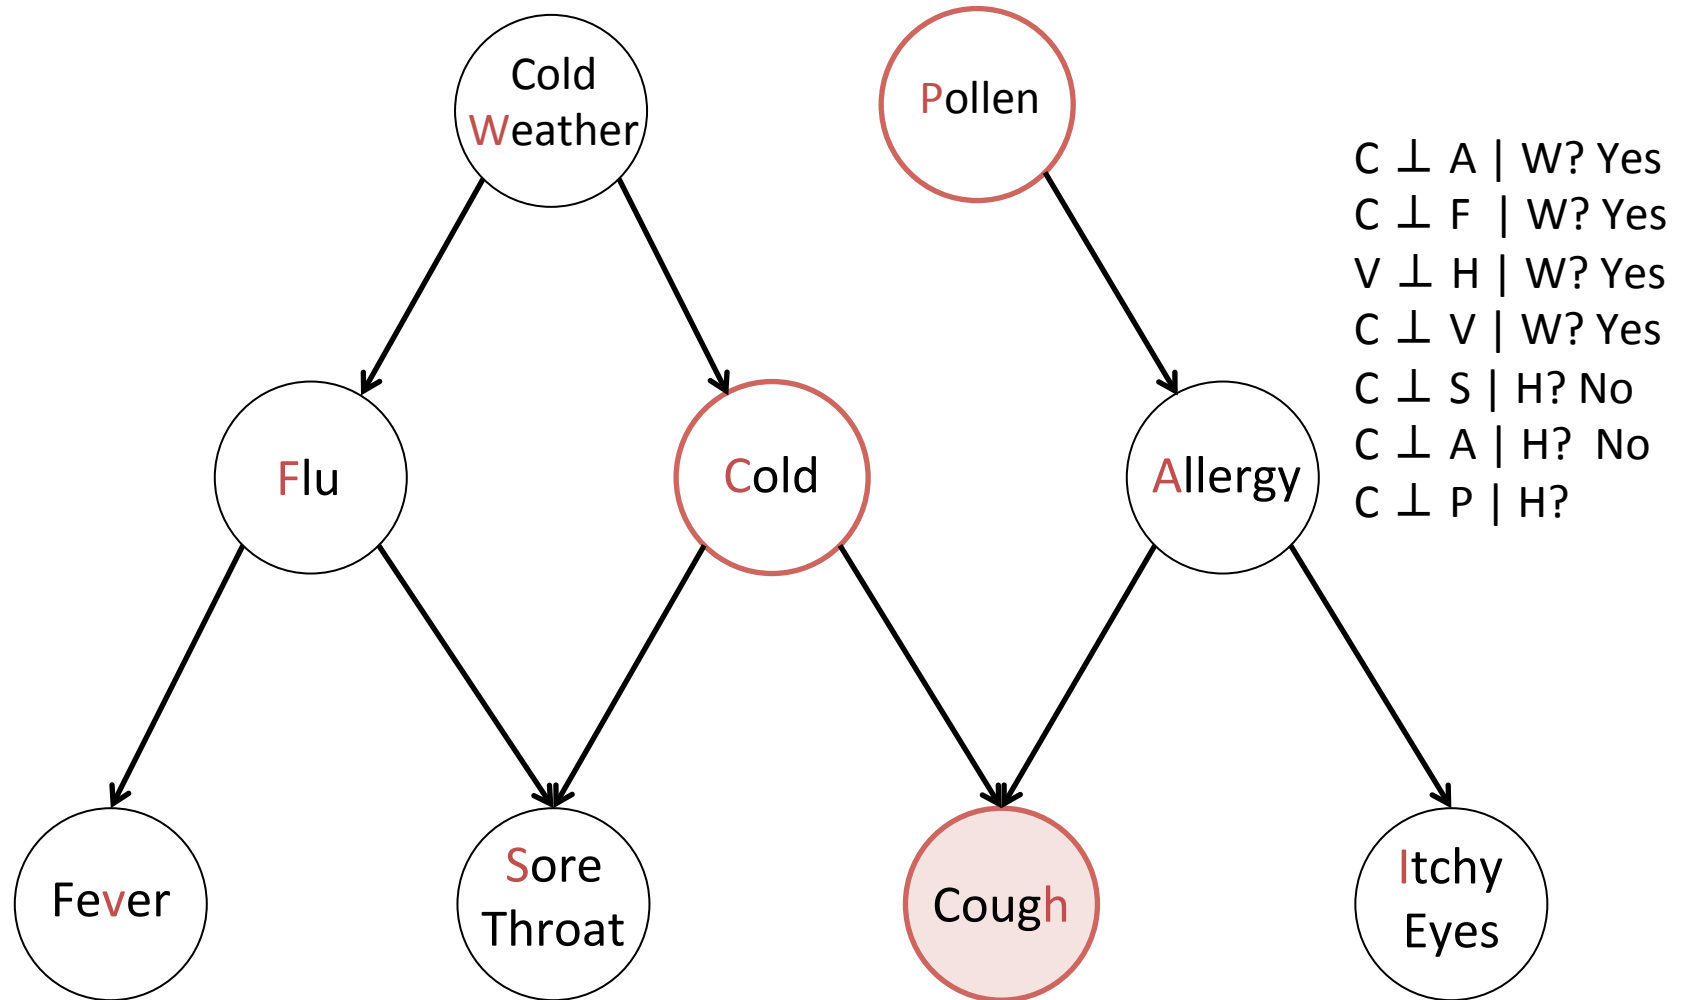 Cold
Weather
Pollen
C ⊥ A | W? Yes
C ⊥ F | W? Yes
V ⊥ H | W? Yes
C ⊥ V | W? Yes
C ⊥ S | H? No
C ⊥ A | H? No
C ⊥ P | H?
Flu
Cold
Allergy
Fever
Sore
Throat
Cough
Itchy
Eyes